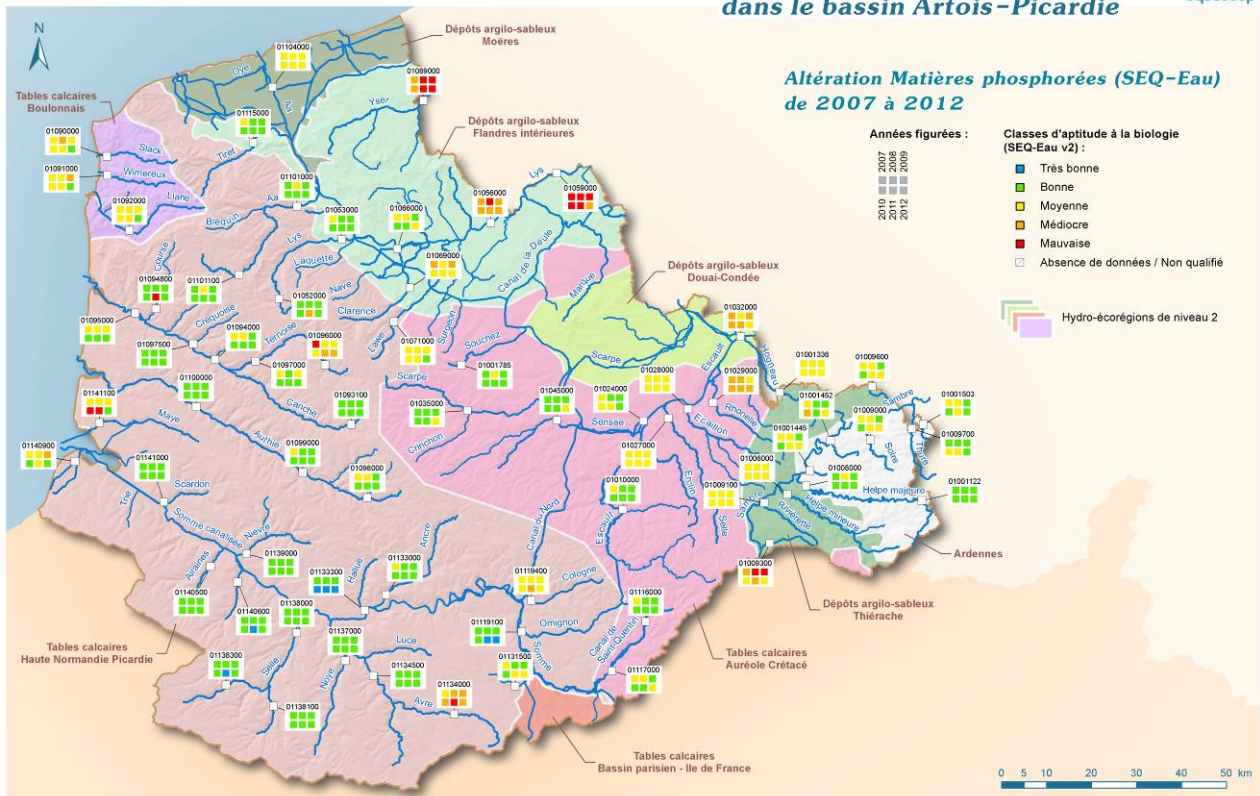 dans le bassin Artois-Picardie
Altération Matières phosphorées (SEQ-Eau)
de 2007 à 2012
Années figurées :
2007
2008
2009
2010
2011
2012
Classes d'aptitude à la biologie
(SEQ-Eau v2) :
Très bonne
Bonne
Moyenne
Médiocre
Mauvaise
Absence de données / Non qualifié
Hydro-écorégions de niveau 2
N
Dépôts argilo-sableux
Moëres
01104000
Oye
Aa
01089000
Yser
Tables calcaires
Boulonnais
01115000
Dépôts argilo-sableux
Flandres intérieures
01090000
Slack
Tiret
01091000
Wimereux
Liane
01092000
01101000
Aa
Bléquin
01053000
01066000
01056000
Lys
01059000
Lys
Laquette
01069000
Canal de la Deule
Marque
Dépôts argilo-sableux
Douai-Condée
Course
01094800
01101100
01052000
Nave
Clarence
Lawe
Surgeon
01095000
Créquoise
01094000
Ternoise
01096000
01071000
Souchez
01032000
01097500
01097000
01001785
Scarpe
Escaut
Hogneau
01001336
01009600
01100000
Scarpe
01028000
01029000
01141100
Maye
Canche
01093100
01035000
01045000
01024000
Rhonelle
01001452
01009000
Sambre
01001503
Crinchon
Sensée
Ecaillon
01001445
Solre
01009700
Authie
01099000
01027000
01008000
Thure
01140900
01141000
01098000
01010000
Erclin
01009100
01001122
Trie
Scardon
Canal du Nord
Escaut
Selle
Sambre
Helpe majeure
Helpe mineure
Riviérette
Somme canalisée
Nièvre
Ancre
Ardennes
Airaines
01139000
Hallue
01133000
01119400
Cologne
01009300
01133300
01140500
01140600
01138000
01116000
Dépôts argilo-sableux
Thiérache
01137000
01119100
Omignon
Tables calcaires
Haute Normandie Picardie
Luce
Canal de
Saint-Quentin
Tables calcaires
Auréole Crétacé
01138300
Selle
Noye
01134500
Somme
01131500
01117000
01134000
Avre
01138100
Tables calcaires
Bassin parisien - Ile de France
0 5 10 20 30 40 50 km